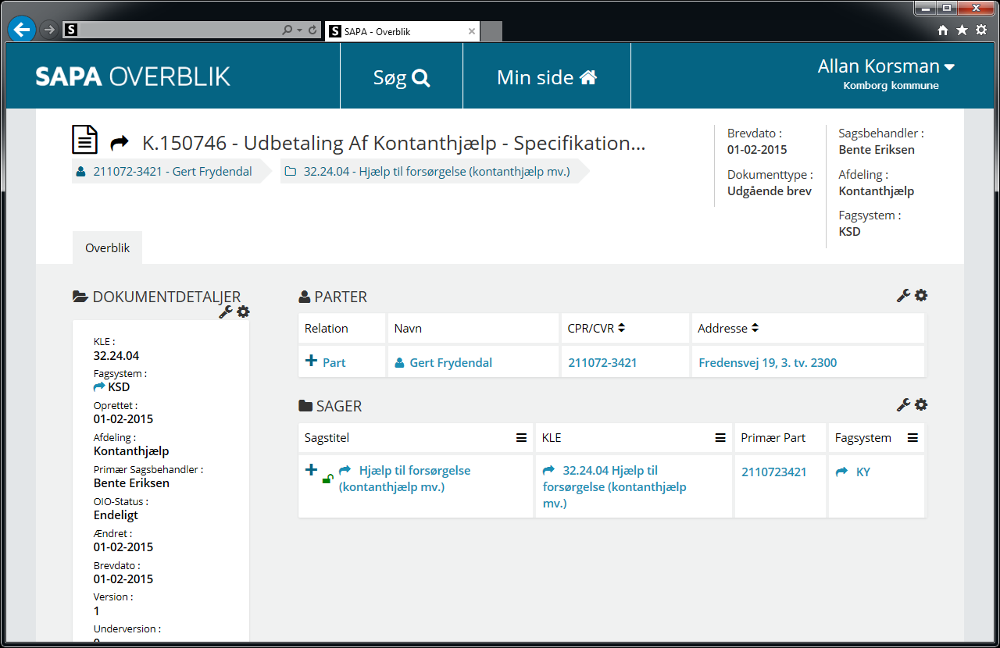 S
S SAPA - Overblik
SAPA OVERBLIK
Søg
Min side
Allan Korsman
Komborg kommune
K.150746 - Udbetaling Af Kontanthjælp - Specifikation...
211072-3421 - Gert Frydendal
32.24.04 - Hjælp til forsørgelse (kontanthjælp mv.)
Brevdato :
01-02-2015
Dokumenttype :
Udgående brev
Sagsbehandler :
Bente Eriksen
Afdeling :
Kontanthjælp
Fagsystem :
KSD
Overblik
DOKUMENTDETALJER
KLE :
32.24.04
Fagsystem :
KSD
Oprettet :
01-02-2015
Afdeling :
Kontanthjælp
Primær Sagsbehandler :
Bente Eriksen
OIO-Status :
Endeligt
Ændret :
01-02-2015
Brevdato :
01-02-2015
Version :
1
Underversion :
PARTER
Relation Navn CPR/CVR Addresse
Part Gert Frydendal 211072-3421 Fredensvej 19, 3. tv. 2300
SAGER
Sagstitel KLE Primær Part Fagsystem
Hjælp til forsørgelse
(kontanthjælp mv.)
32.24.04 Hjælp til
forsørgelse (kontanthjælp
mv.)
2110723421
KY